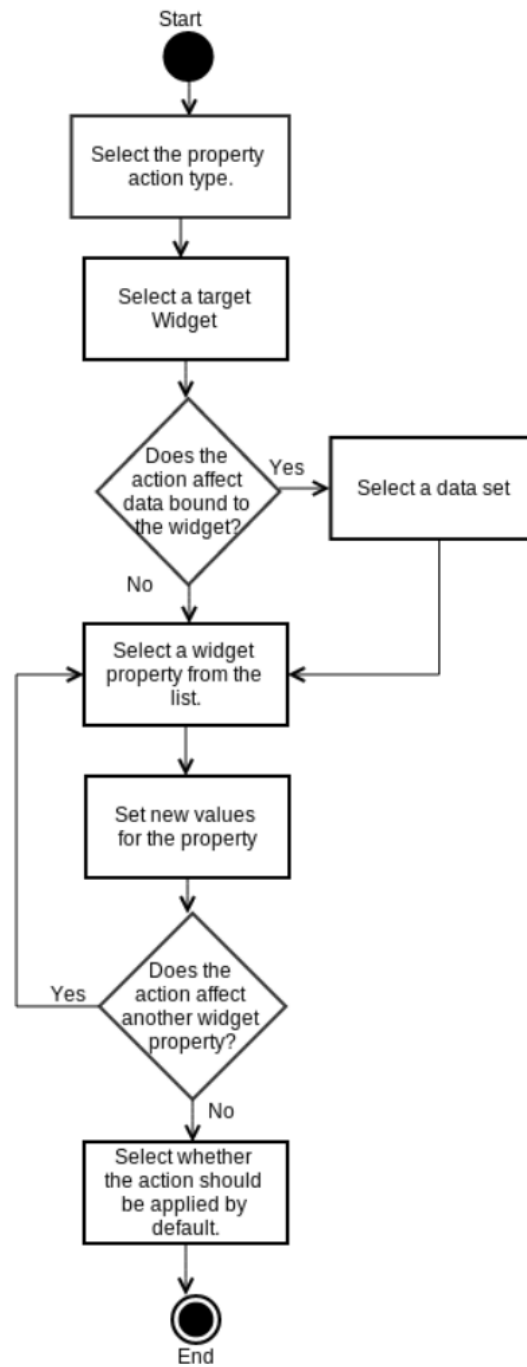 Start
Select the property
action type.
Select a target
Widget
Does the
action affect
data bound to
the widget?
Yes
Select a data set
No
Select a widget
property from the
list.
Set new values
for the property
Does the
action affect
another widget
property?
Yes
No
Select whether
the action should
be applied by
default.
End